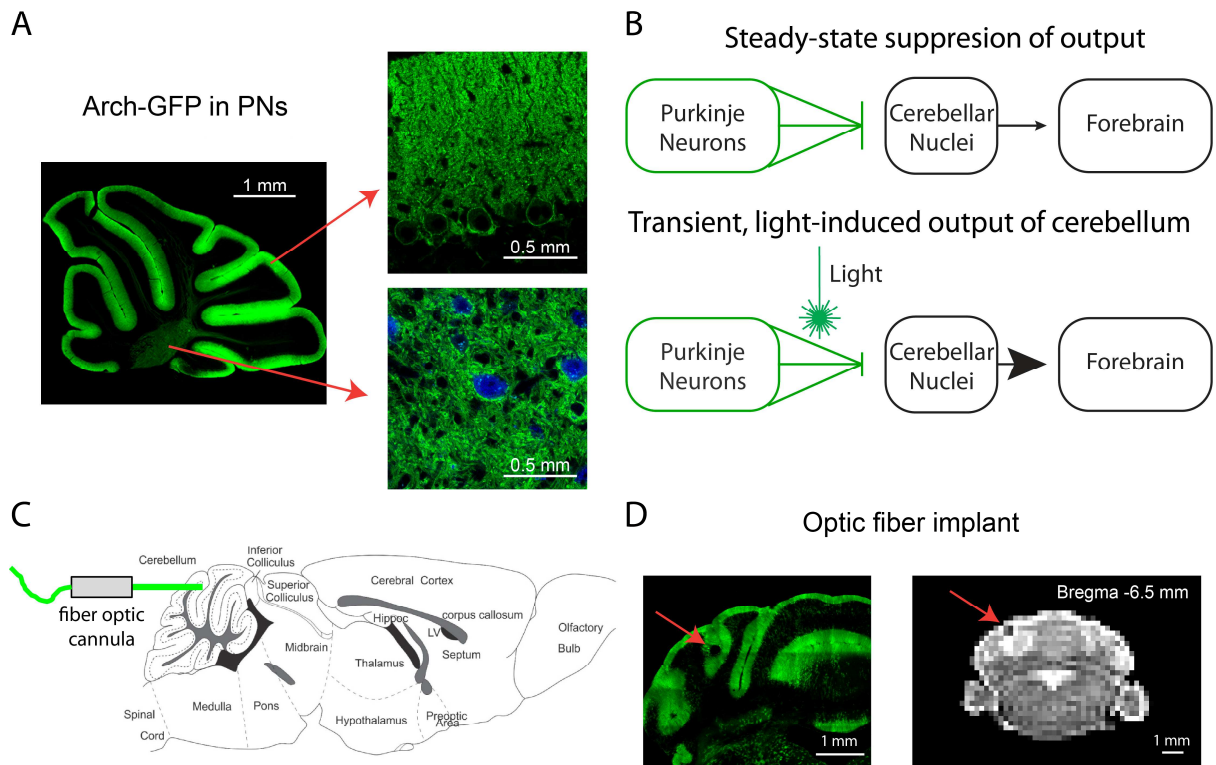 A
Arch-GFP in PNs
1 mm
0.5 mm
0.5 mm
B
Steady-state suppresion of output
Purkinje
Neurons
Cerebellar
Nuclei
Forebrain
Transient, light-induced output of cerebellum
Light
Purkinje
Neurons
Cerebellar
Nuclei
Forebrain
C
fiber optic
cannula
Cerebellum
Inferior
Colliculus
Superior
Colliculus
Cerebral Cortex
corpus callosum
Hippoc
LV
Septum
Olfactory
Bulb
Midbrain
Thalamus
Spinal
Cord
Medulla
Pons
Hypothalamus
Preoptic
Area
D
Optic fiber implant
1 mm
Bregma -6.5 mm
1 mm